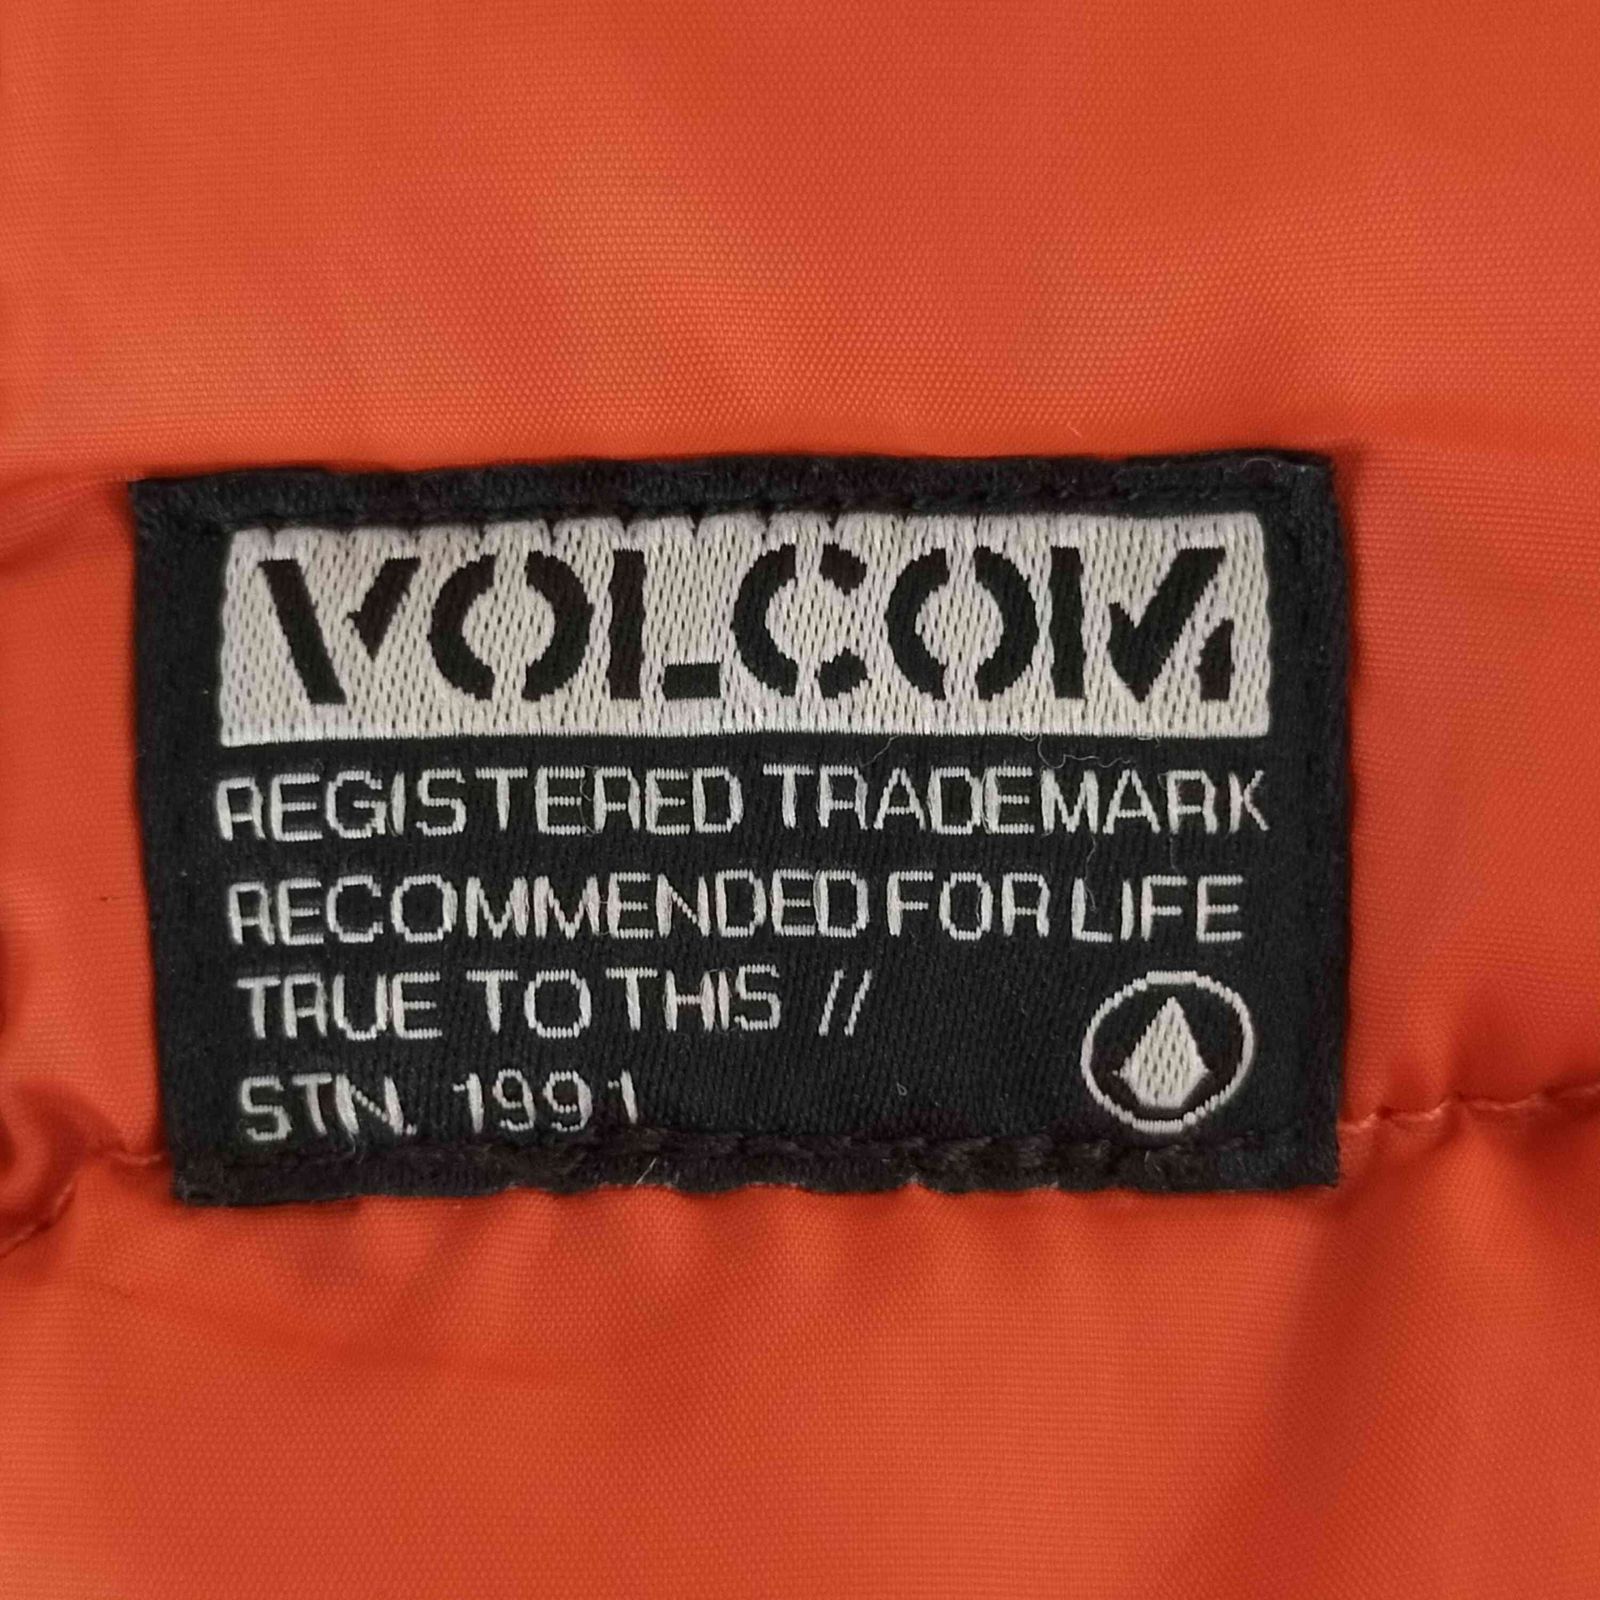 VOLCOM
REGISTERED TRADEMARK
RECOMMENDED FOR LIFE
TRUE TO THIS //
STN. 1991